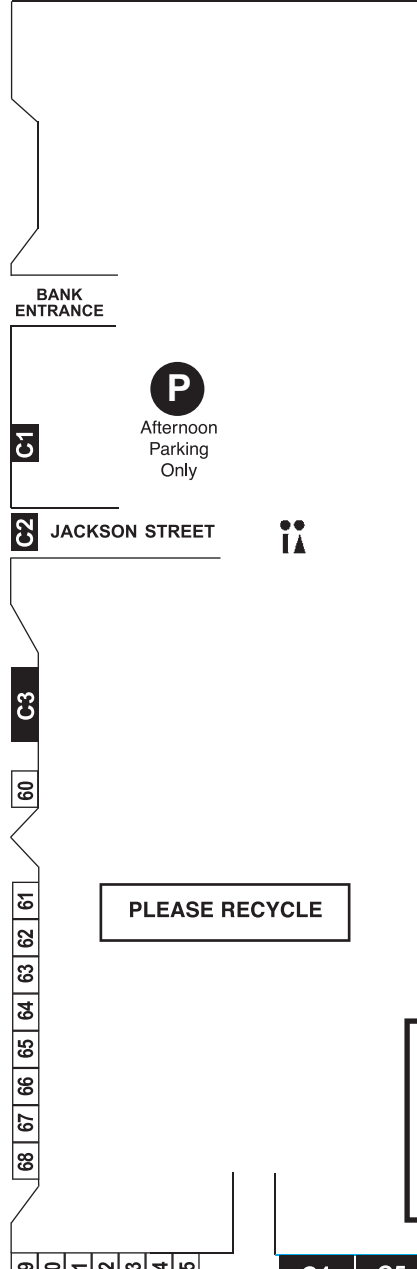 BANK
ENTRANCE
P
Afternoon
Parking
Only
C1
C2
JACKSON STREET
C3
60
PLEASE RECYCLE
61
62
63
64
65
66
67
68